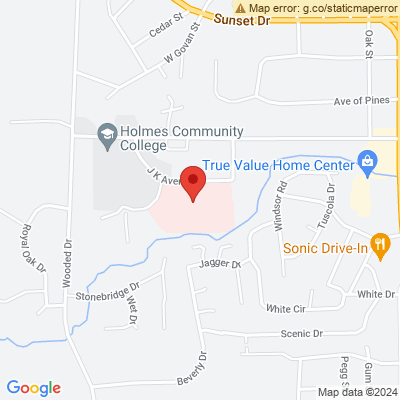 Map error: g.co/staticmaperror
Sunset Dr
Cedar St
W Govan St
Oak St
Ave of Pines
Holmes Community
College
J K Ave
True Value Home Center
Windsor Rd
Tuscola Dr
Royal Oak Dr
Wooded Dr
Sonic Drive-In
Jagger Dr
Stonebridge Dr
Wet Dr
White Cir
White Dr
Scenic Dr
Beverly Dr
Pegg S
Gum
Google
Map data ©2024